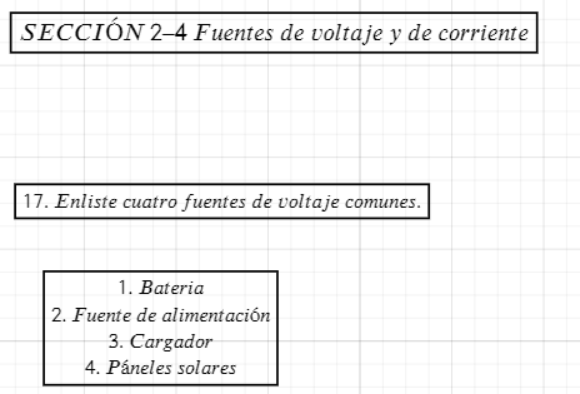 SECCIÓN 2–4 Fuentes de voltaje y de corriente
17. Enliste cuatro fuentes de voltaje comunes.
1. Bateria
2. Fuente de alimentación
3. Cargador
4. Páneles solares